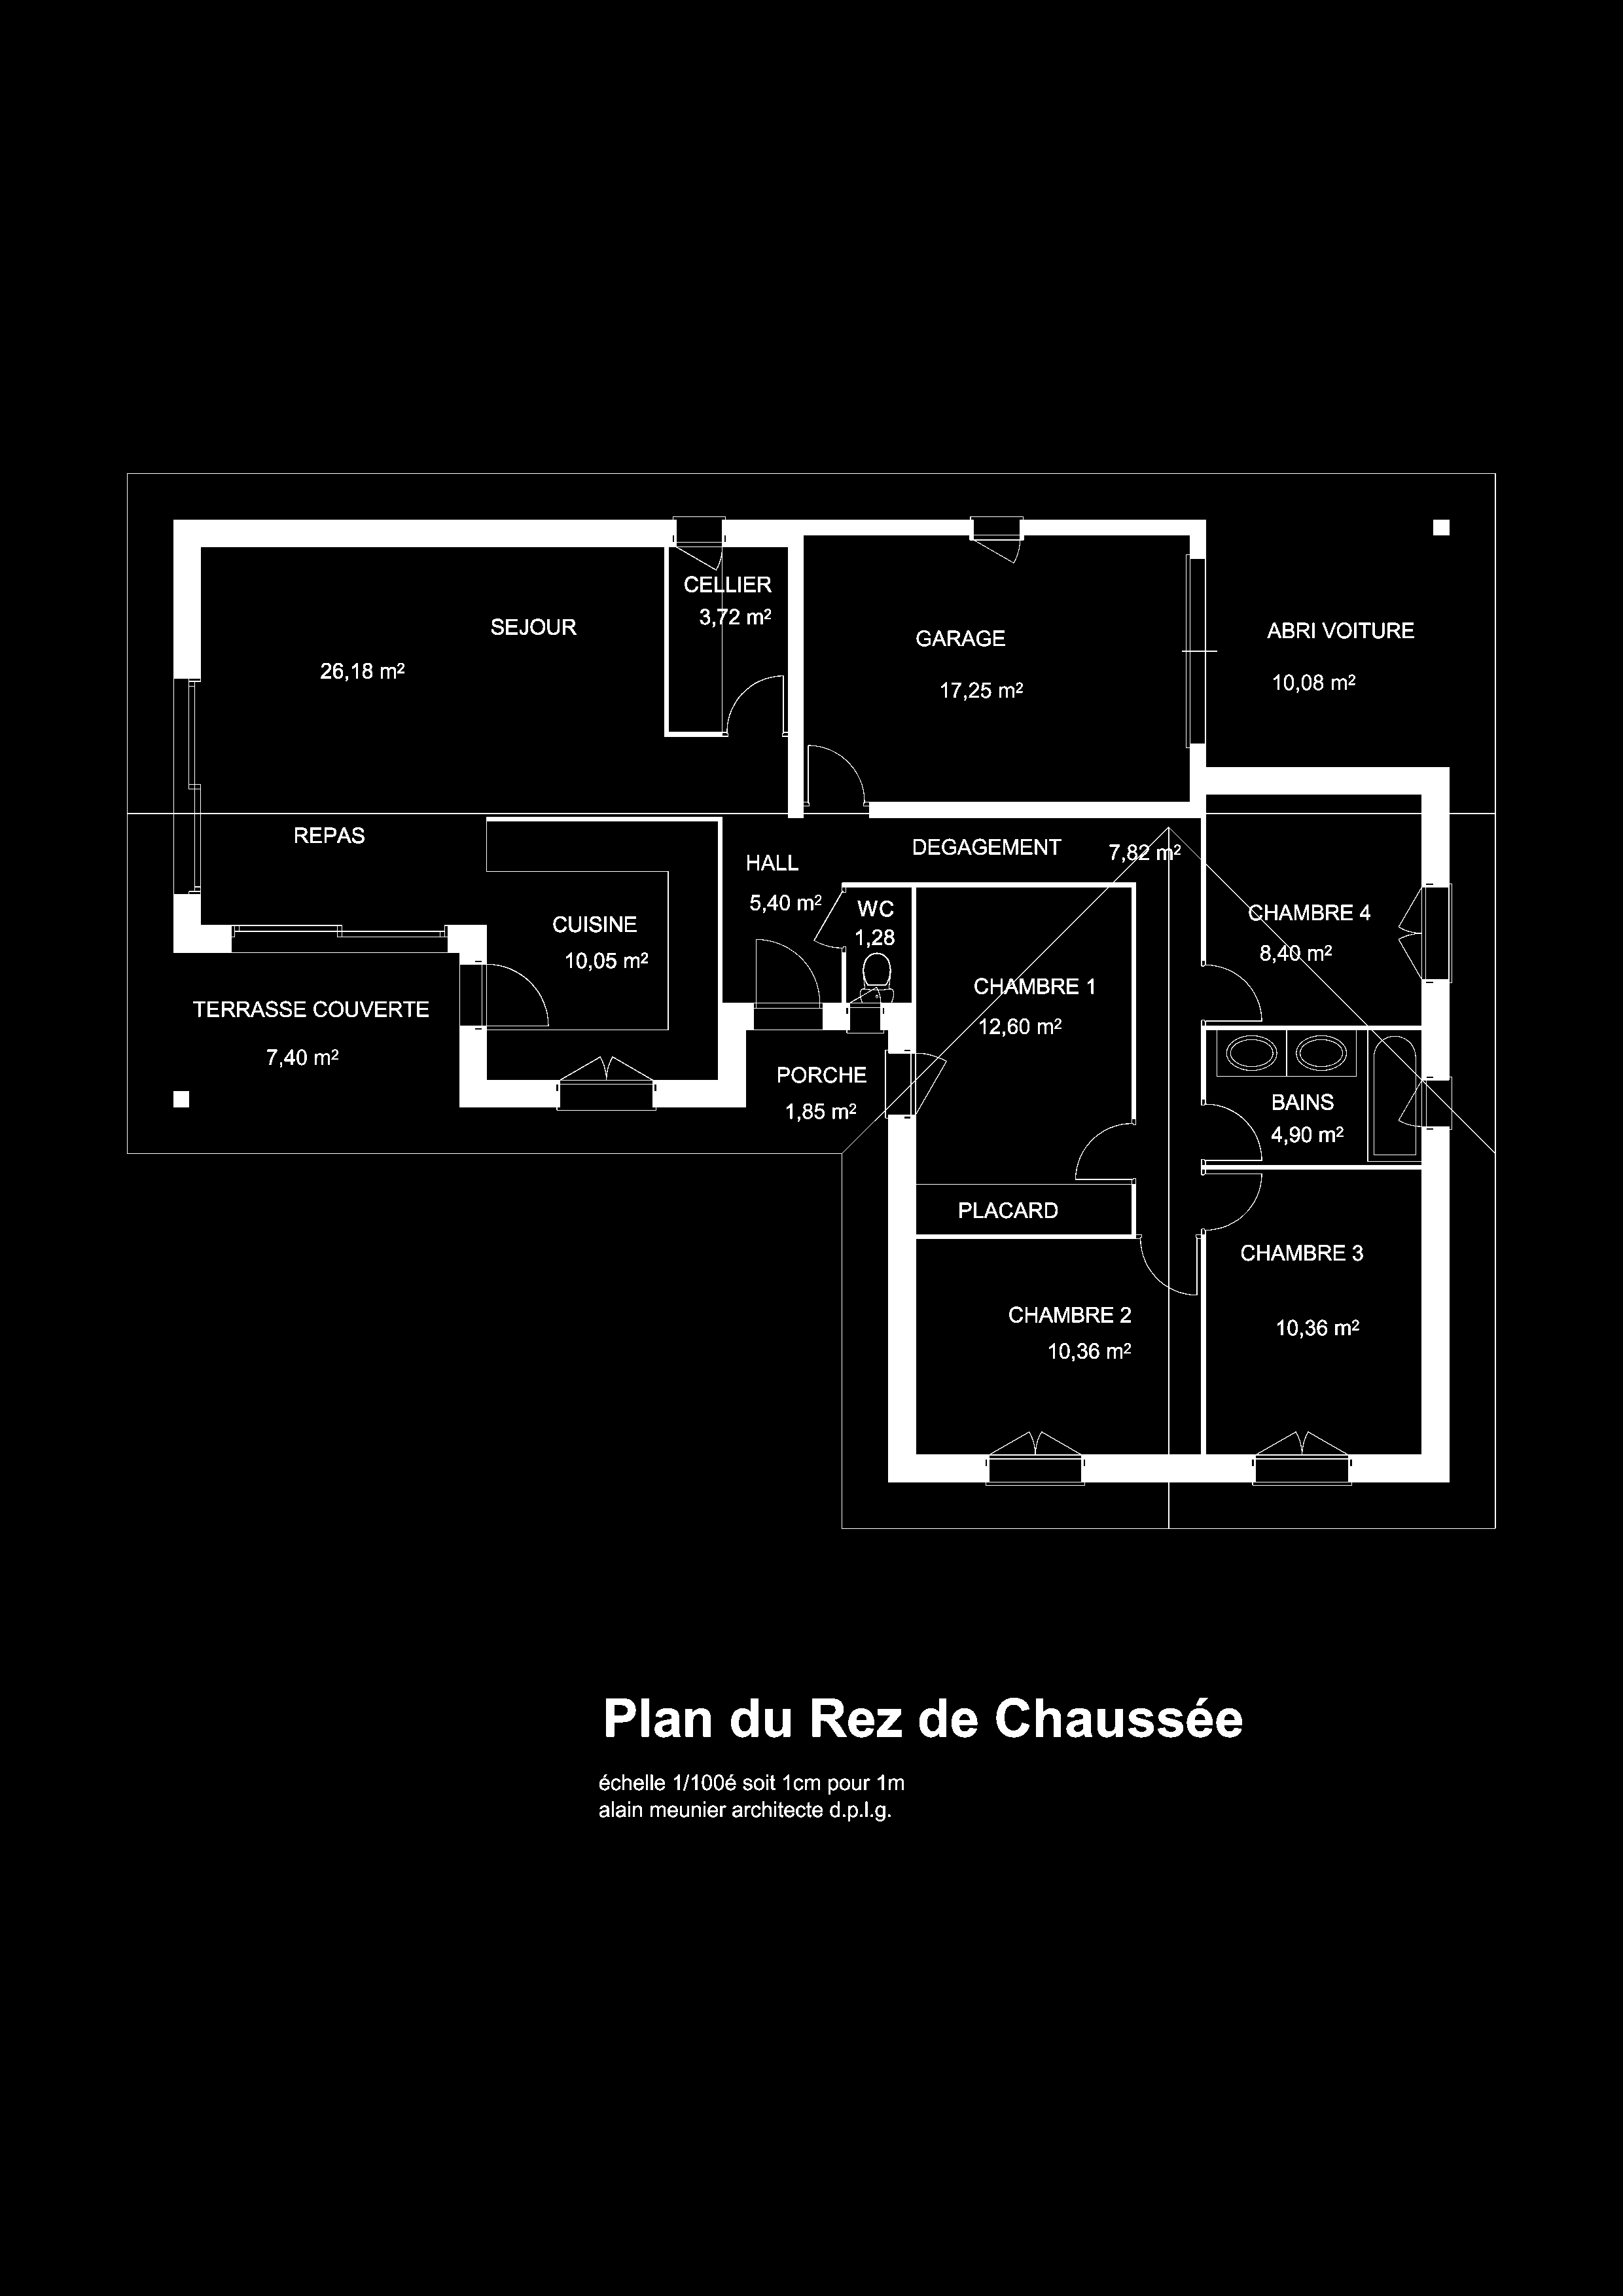 CELLIER
3,72 m²
SEJOUR
26,18 m²
GARAGE
17,25 m²
ABRI VOITURE
10,08 m²
REPAS
HALL
5,40 m²
DEGAGEMENT
7,82 m²
WC
1,28
CUISINE
10,05 m²
CHAMBRE 4
8,40 m²
CHAMBRE 1
12,60 m²
TERRASSE COUVERTE
7,40 m²
PORCHE
1,85 m²
BAINS
4,90 m²
PLACARD
CHAMBRE 3
10,36 m²
CHAMBRE 2
10,36 m²
Plan du Rez de Chaussée
échelle 1/100é soit 1cm pour 1m
alain meunier architecte d.p.l.g.